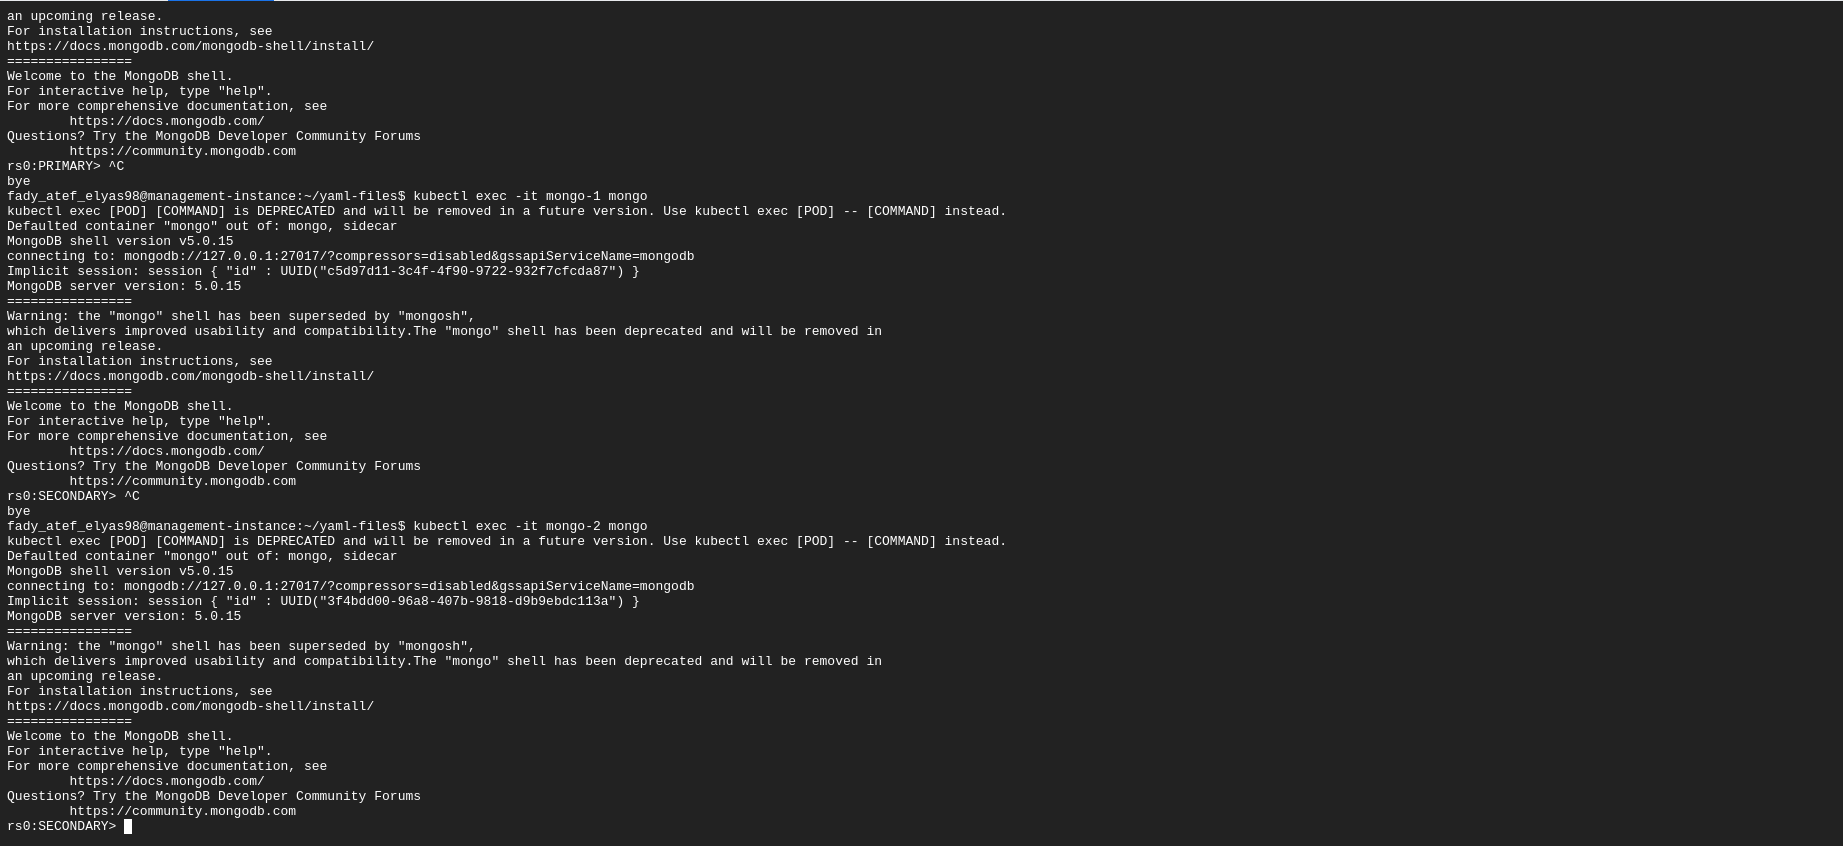 an upcoming release.
For installation instructions, see
https://docs.mongodb.com/mongodb-shell/install/
================
Welcome to the MongoDB shell.
For interactive help, type "help".
For more comprehensive documentation, see
        https://docs.mongodb.com/
Questions? Try the MongoDB Developer Community Forums
        https://community.mongodb.com
rs0:PRIMARY> ^C
bye
fady_atef_elyas98@management-instance:~/yaml-files$ kubectl exec -it mongo-1 mongo
kubectl exec [POD] [COMMAND] is DEPRECATED and will be removed in a future version. Use kubectl exec [POD] -- [COMMAND] instead.
Defaulted container "mongo" out of: mongo, sidecar
MongoDB shell version v5.0.15
connecting to: mongodb://127.0.0.1:27017/?compressors=disabled&gssapiServiceName=mongodb
Implicit session: session { "id" : UUID("c5d97d11-3c4f-4f90-9722-932f7cfcda87") }
MongoDB server version: 5.0.15
================
Warning: the "mongo" shell has been superseded by "mongosh",
which delivers improved usability and compatibility.The "mongo" shell has been deprecated and will be removed in
an upcoming release.
For installation instructions, see
https://docs.mongodb.com/mongodb-shell/install/
================
Welcome to the MongoDB shell.
For interactive help, type "help".
For more comprehensive documentation, see
        https://docs.mongodb.com/
Questions? Try the MongoDB Developer Community Forums
        https://community.mongodb.com
rs0:SECONDARY> ^C
bye
fady_atef_elyas98@management-instance:~/yaml-files$ kubectl exec -it mongo-2 mongo
kubectl exec [POD] [COMMAND] is DEPRECATED and will be removed in a future version. Use kubectl exec [POD] -- [COMMAND] instead.
Defaulted container "mongo" out of: mongo, sidecar
MongoDB shell version v5.0.15
connecting to: mongodb://127.0.0.1:27017/?compressors=disabled&gssapiServiceName=mongodb
Implicit session: session { "id" : UUID("3f4bdd00-96a8-407b-9818-d9b9ebdc113a") }
MongoDB server version: 5.0.15
================
Warning: the "mongo" shell has been superseded by "mongosh",
which delivers improved usability and compatibility.The "mongo" shell has been deprecated and will be removed in
an upcoming release.
For installation instructions, see
https://docs.mongodb.com/mongodb-shell/install/
================
Welcome to the MongoDB shell.
For interactive help, type "help".
For more comprehensive documentation, see
        https://docs.mongodb.com/
Questions? Try the MongoDB Developer Community Forums
        https://community.mongodb.com
rs0:SECONDARY>